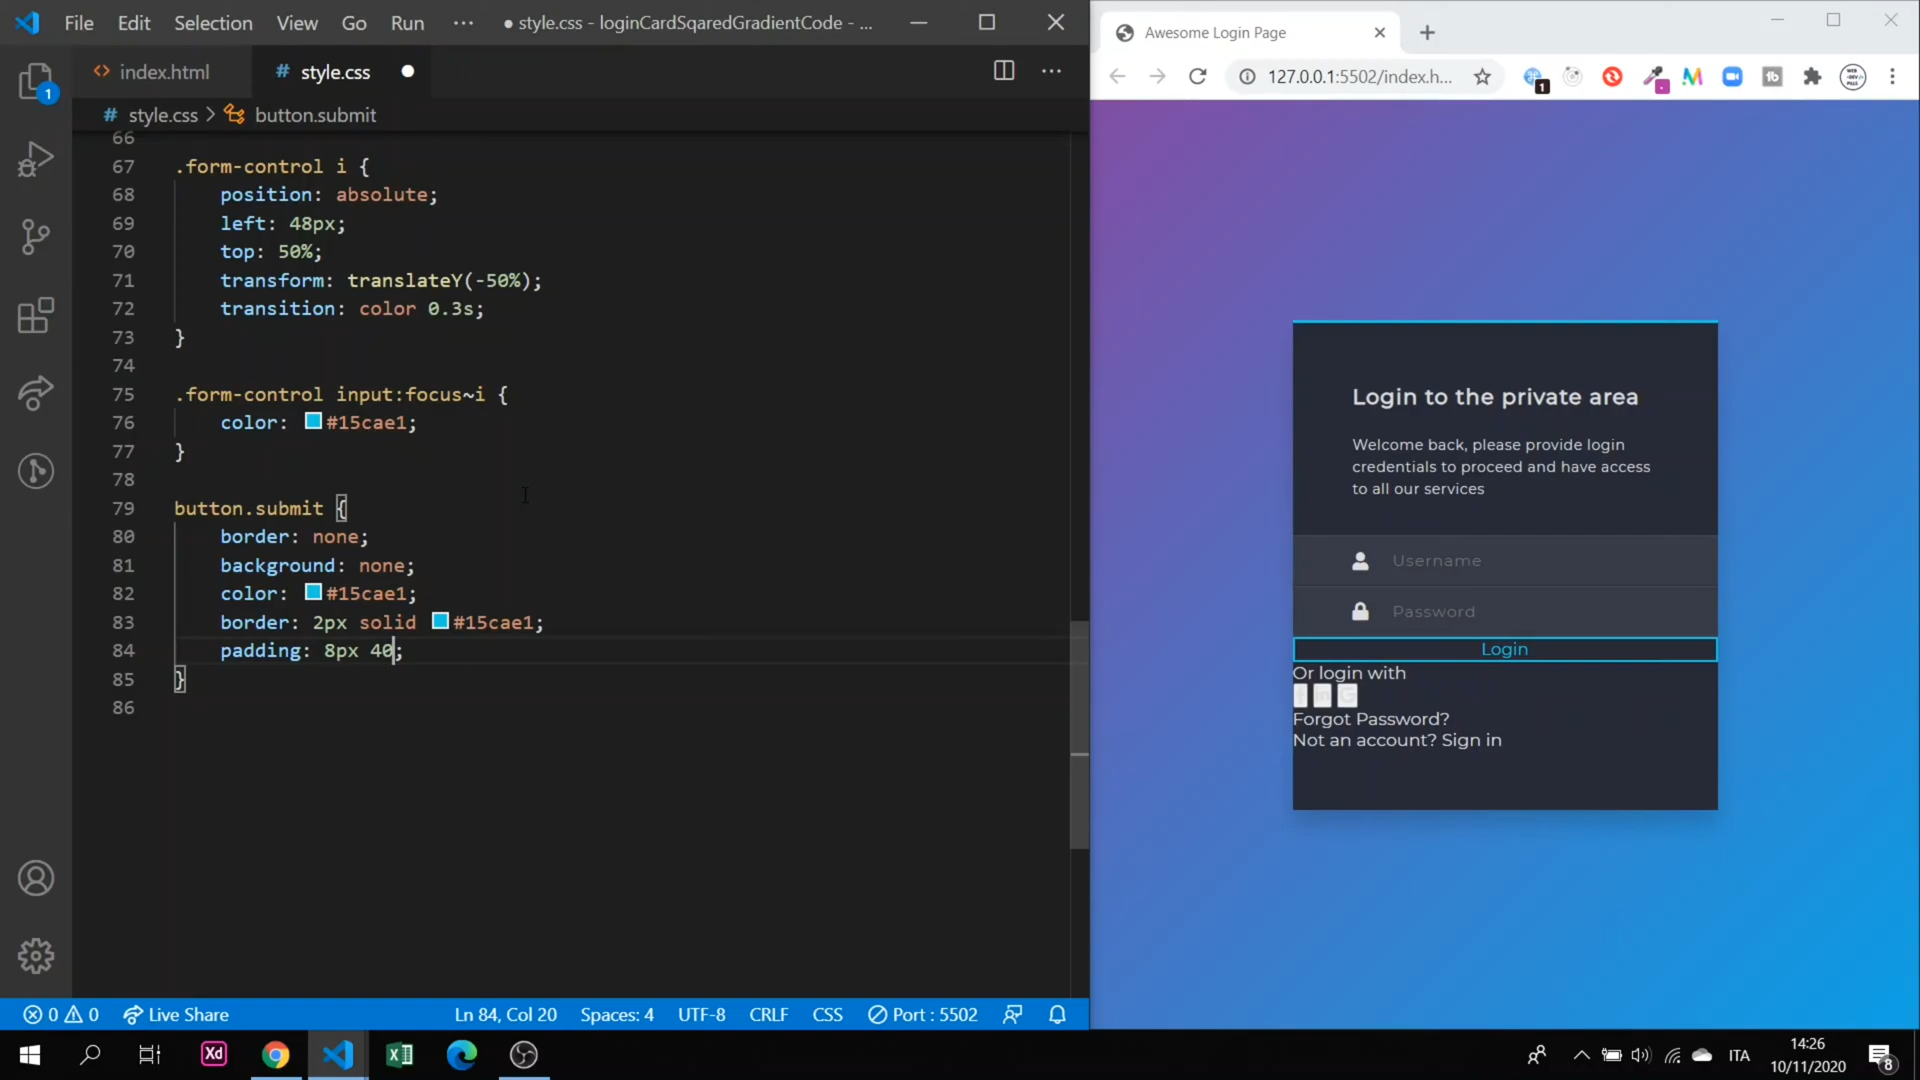 File Edit Selection View Go Run ··· ● style.css - loginCardSqaredGradientCode - ...
index.html
# style.css ●
# style.css > button.submit
66
67 .form-control i {
68 position: absolute;
69 left: 48px;
70 top: 50%;
71 transform: translateY(-50%);
72 transition: color 0.3s;
73 }
74
75 .form-control input:focus~i {
76 color: #15cae1;
77 }
78
79 button.submit {
80 border: none;
81 background: none;
82 color: #15cae1;
83 border: 2px solid #15cae1;
84 padding: 8px 40;
85 }
86
1
0 0 Live Share Ln 84, Col 20 Spaces: 4 UTF-8 CRLF CSS Port : 5502
Awesome Login Page
127.0.0.1:5502/index.h...
1
Login to the private area
Welcome back, please provide login
credentials to proceed and have access
to all our services
Username
Password
Login
Or login with
Forgot Password?
Not an account? Sign in
Xd
ITA
14:26
10/11/2020
8